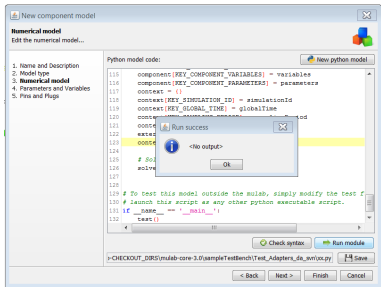 New component model
Numerical model
Edit the numerical model...
1. Name and Description
2. Model type
3. Numerical model
4. Parameters and Variables
5. Pins and Plugs
Python model code:
New python model
115 component[KEY_COMPONENT_VARIABLES] = variables
116 component[KEY_COMPONENT_PARAMETERS] = parameters
117 context = {}
118 context[KEY_SIMULATION_ID] = simulationId
119 context[KEY_GLOBAL_TIME] = globalTime
120
121 conte
122 exter
123 conte
124
125 # Sol
126 solve
127
128
129 # To test this model outside the mulab, simply modify the test f
130 # Launch this script as any other python executable script.
131 if __name__ == '__main__':
132 test()
Run success
<No output>
Ok
Check syntax
Run module
CHECKOUT_DIRS\mulab-core-3.0\sampleTestBench\Test_Adapters_da_svn\xx.py
Save
< Back
Next >
Finish
Cancel